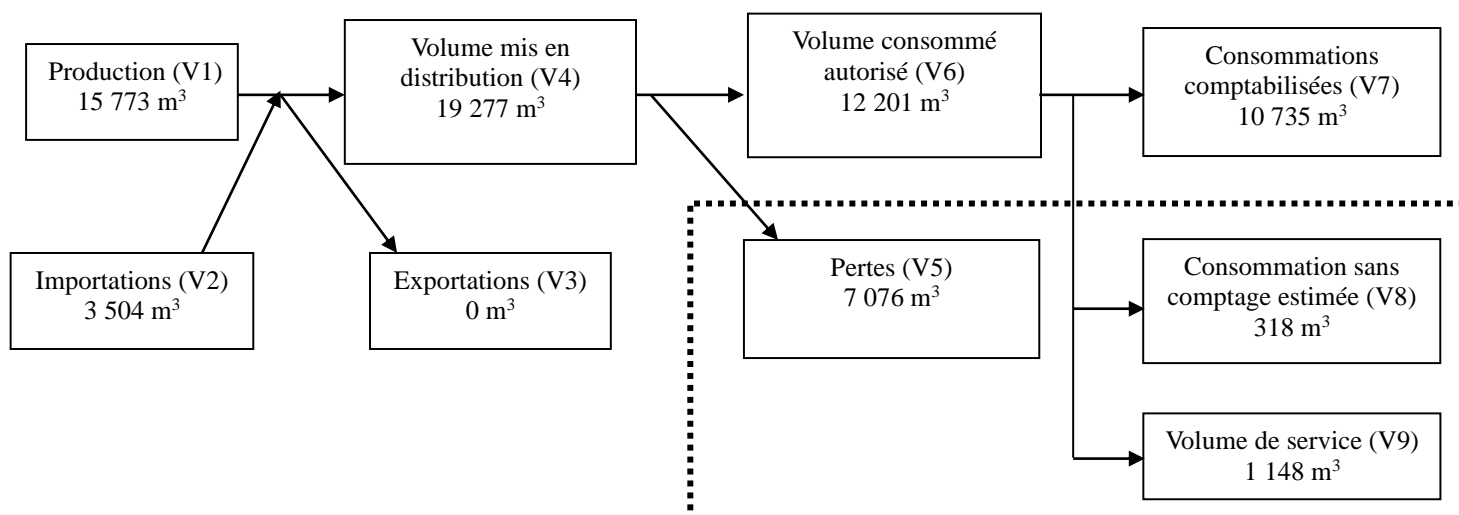 Production (V1)
15 773 m³
Volume mis en
distribution (V4)
19 277 m³
Volume consommé
autorisé (V6)
12 201 m³
Consommations
comptabilisées (V7)
10 735 m³
Importations (V2)
3 504 m³
Exportations (V3)
0 m³
Pertes (V5)
7 076 m³
Consommation sans
comptage estimée (V8)
318 m³
Volume de service (V9)
1 148 m³